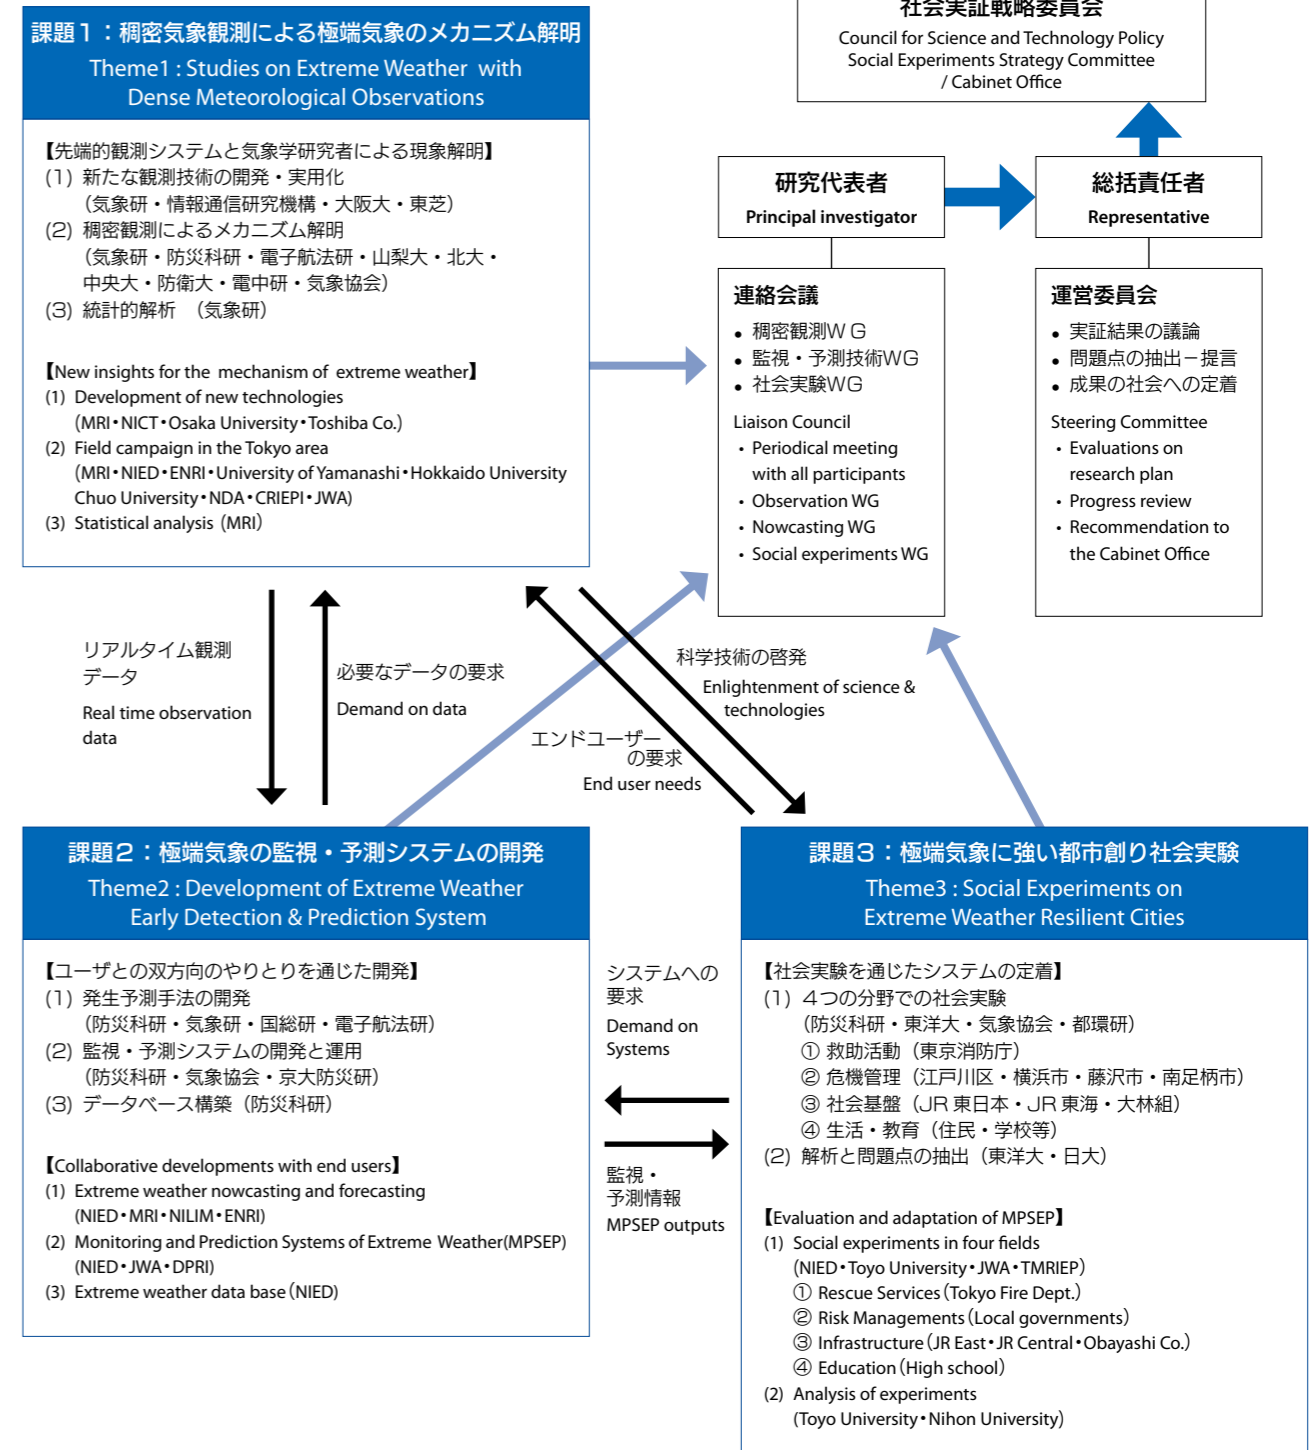 課題１：稠密気象観測による極端気象のメカニズム解明
Theme1 : Studies on Extreme Weather with
Dense Meteorological Observations
【先端的観測システムと気象学研究者による現象解明】
(1) 新たな観測技術の開発・実用化
（気象研・情報通信研究機構・大阪大・東芝）
(2) 稠密観測によるメカニズム解明
（気象研・防災科研・電子航法研・山梨大・北大・
中央大・防衛大・電中研・気象協会）
(3) 統計的解析　（気象研）
【New insights for the mechanism of extreme weather】
(1) Development of new technologies
(MRI・NICT・Osaka University・Toshiba Co.)
(2) Field campaign in the Tokyo area
(MRI・NIED・ENRI・University of Yamanashi・Hokkaido University
Chuo University・NDA・CRIEPI・JWA)
(3) Statistical analysis (MRI)
社会実証戦略委員会
Council for Science and Technology Policy
Social Experiments Strategy Committee
/ Cabinet Office
研究代表者
Principal investigator
総括責任者
Representative
連絡会議
• 稠密観測ＷＧ
• 監視・予測技術WG
• 社会実験WG
Liaison Council
・Periodical meeting
with all participants
・Observation WG
・Nowcasting WG
・Social experiments WG
運営委員会
• 実証結果の議論
• 問題点の抽出－提言
• 成果の社会への定着
Steering Committee
・Evaluations on
research plan
・Progress review
・Recommendation to
the Cabinet Office
リアルタイム観測
データ
Real time observation
data
必要なデータの要求
Demand on data
科学技術の啓発
Enlightenment of science &
technologies
エンドユーザー
の要求
End user needs
課題２：極端気象の監視・予測システムの開発
Theme2 : Development of Extreme Weather
Early Detection & Prediction System
【ユーザとの双方向のやりとりを通じた開発】
(1) 発生予測手法の開発
（防災科研・気象研・国総研・電子航法研）
(2) 監視・予測システムの開発と運用
（防災科研・気象協会・京大防災研）
(3) データベース構築（防災科研）
【Collaborative developments with end users】
(1) Extreme weather nowcasting and forecasting
(NIED・MRI・NILIM・ENRI)
(2) Monitoring and Prediction Systems of Extreme Weather(MPSEP)
(NIED・JWA・DPRI)
(3) Extreme weather data base(NIED)
システムへの
要求
Demand on
Systems
監視・
予測情報
MPSEP outputs
課題３：極端気象に強い都市創り社会実験
Theme3 : Social Experiments on
Extreme Weather Resilient Cities
【社会実験を通じたシステムの定着】
(1) ４つの分野での社会実験
（防災科研・東洋大・気象協会・都環研）
① 救助活動（東京消防庁）
② 危機管理（江戸川区・横浜市・藤沢市・南足柄市）
③ 社会基盤（JR 東日本・JR 東海・大林組）
④ 生活・教育（住民・学校等）
(2) 解析と問題点の抽出（東洋大・日大）
【Evaluation and adaptation of MPSEP】
(1) Social experiments in four fields
(NIED・Toyo University・JWA・TMRIEP)
① Rescue Services(Tokyo Fire Dept.)
② Risk Managements(Local governments)
③ Infrastructure(JR East・JR Central・Obayashi Co.)
④ Education(High school)
(2) Analysis of experiments
(Toyo University・Nihon University)